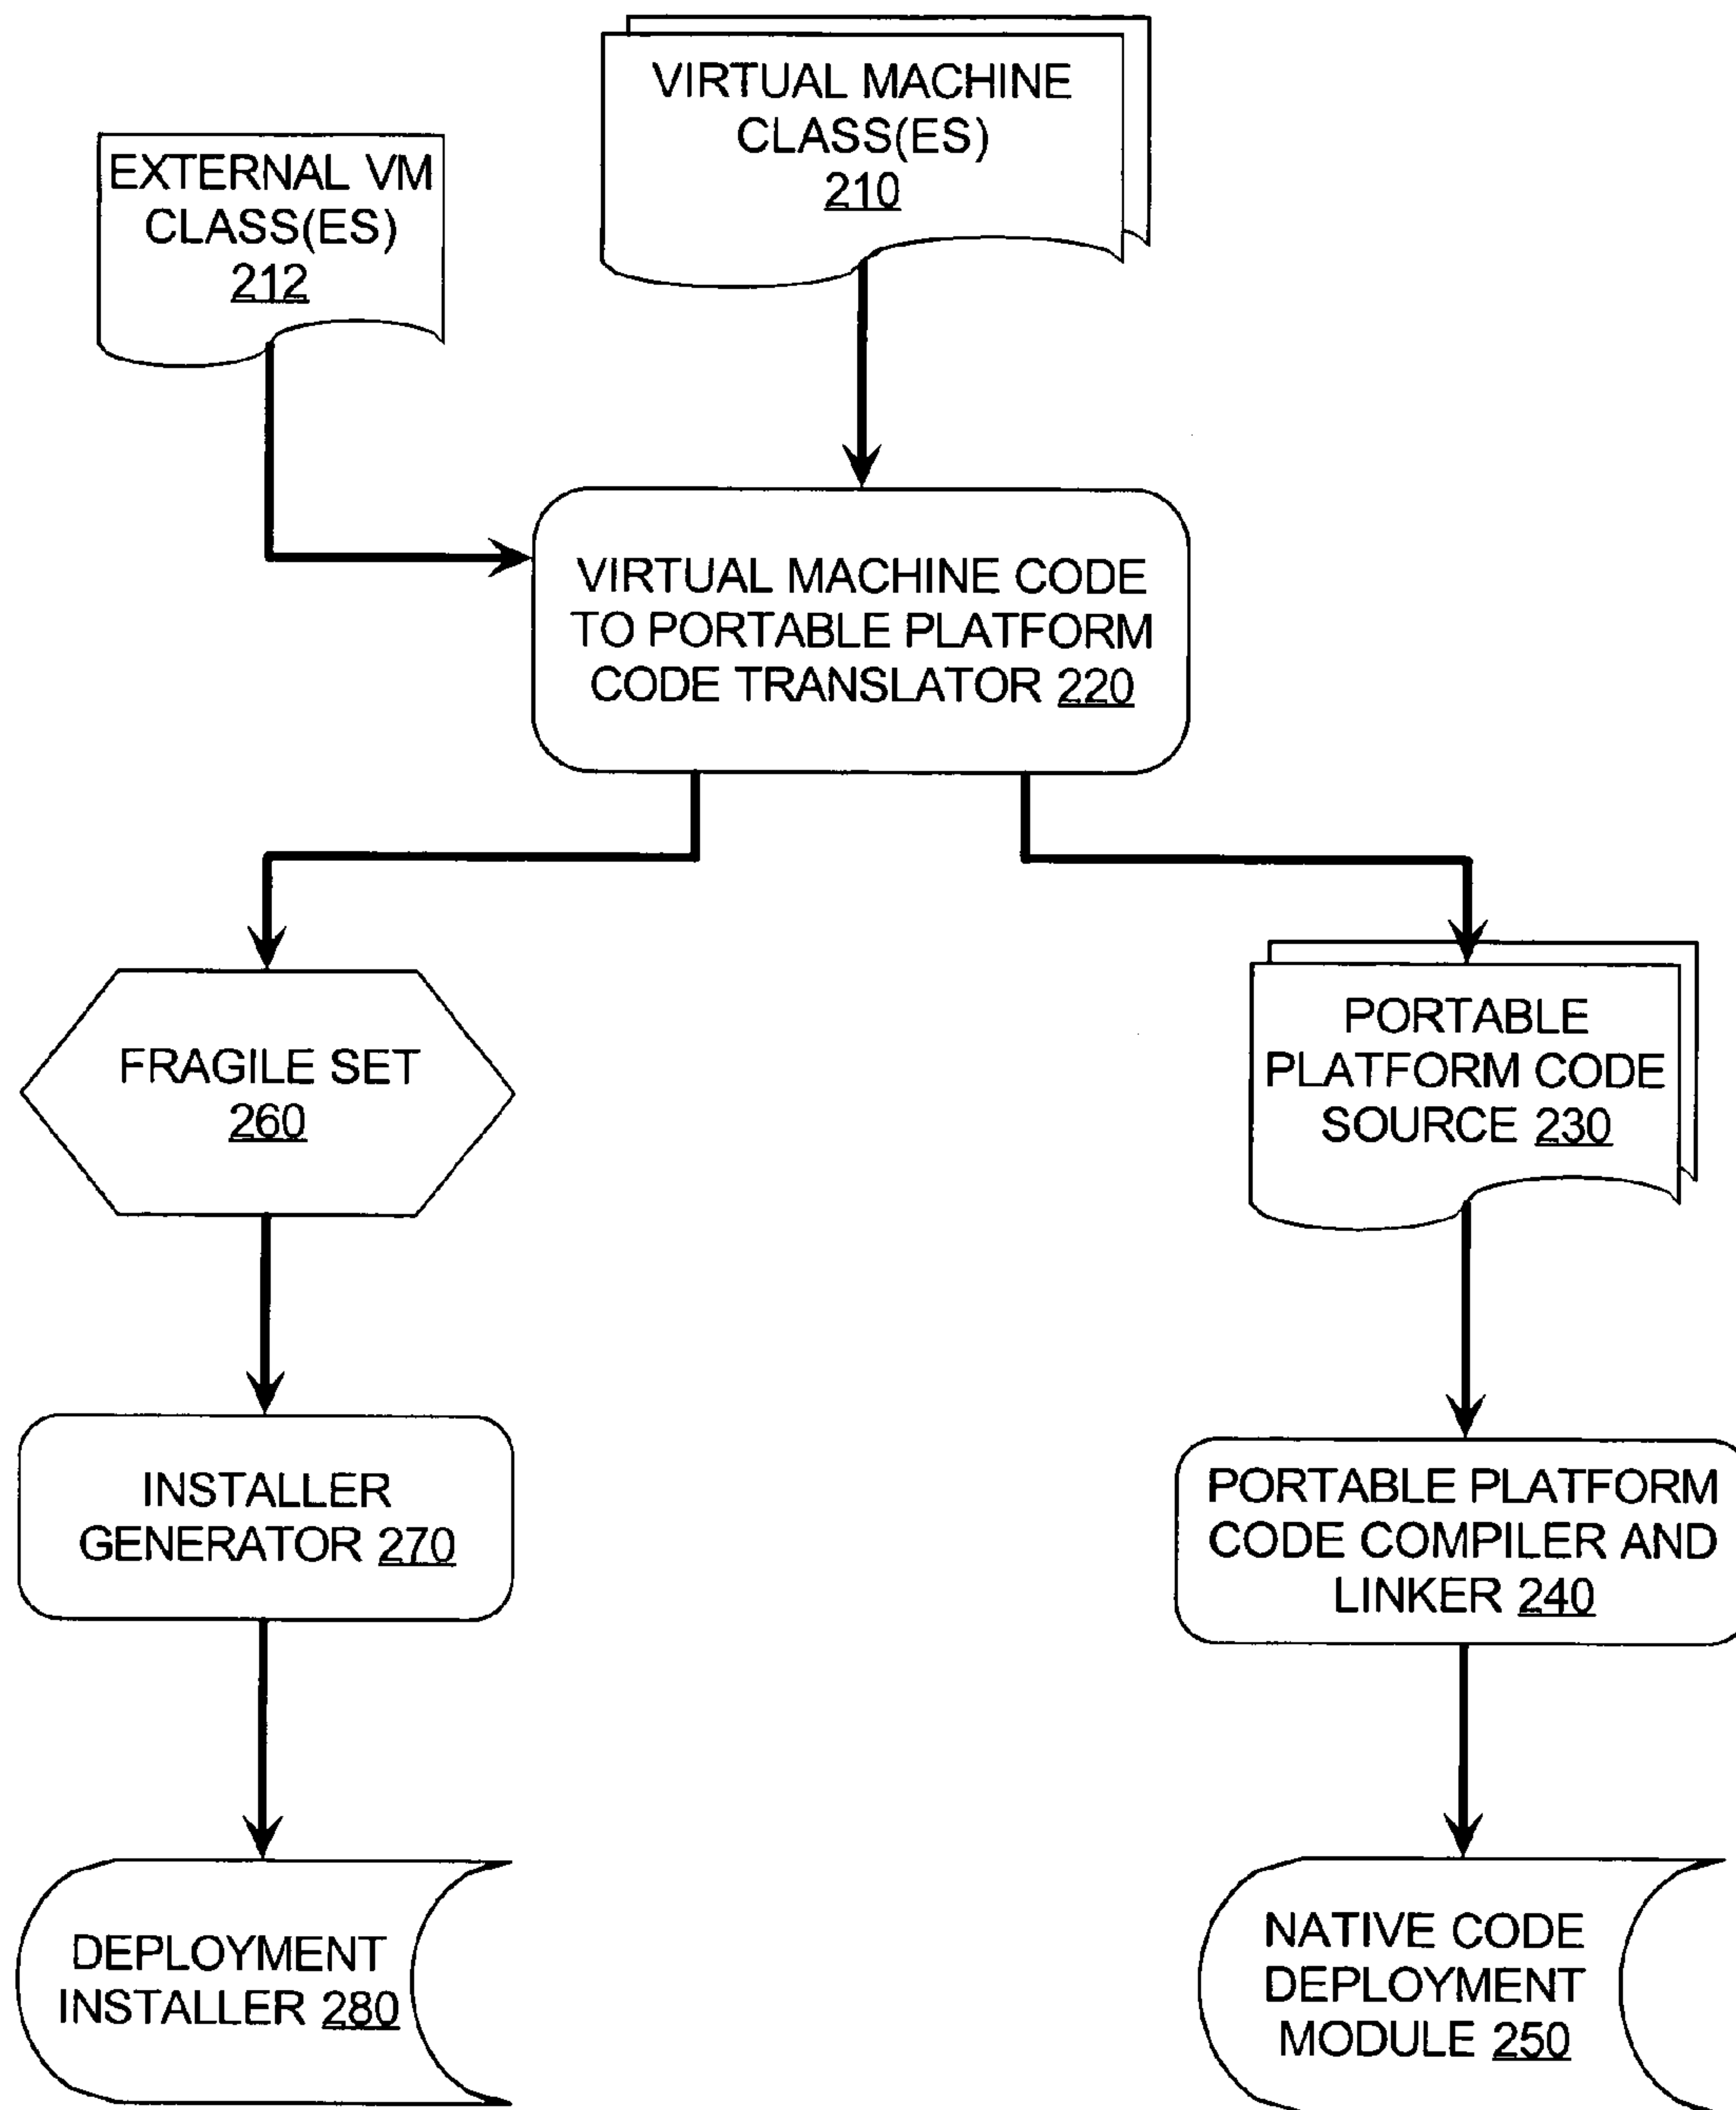 VIRTUAL MACHINE
CLASS(ES)
210
EXTERNAL VM
CLASS(ES)
212
VIRTUAL MACHINE CODE
TO PORTABLE PLATFORM
CODE TRANSLATOR 220
FRAGILE SET
260
PORTABLE
PLATFORM CODE
SOURCE 230
INSTALLER
GENERATOR 270
PORTABLE PLATFORM
CODE COMPILER AND
LINKER 240
DEPLOYMENT
INSTALLER 280
NATIVE CODE
DEPLOYMENT
MODULE 250